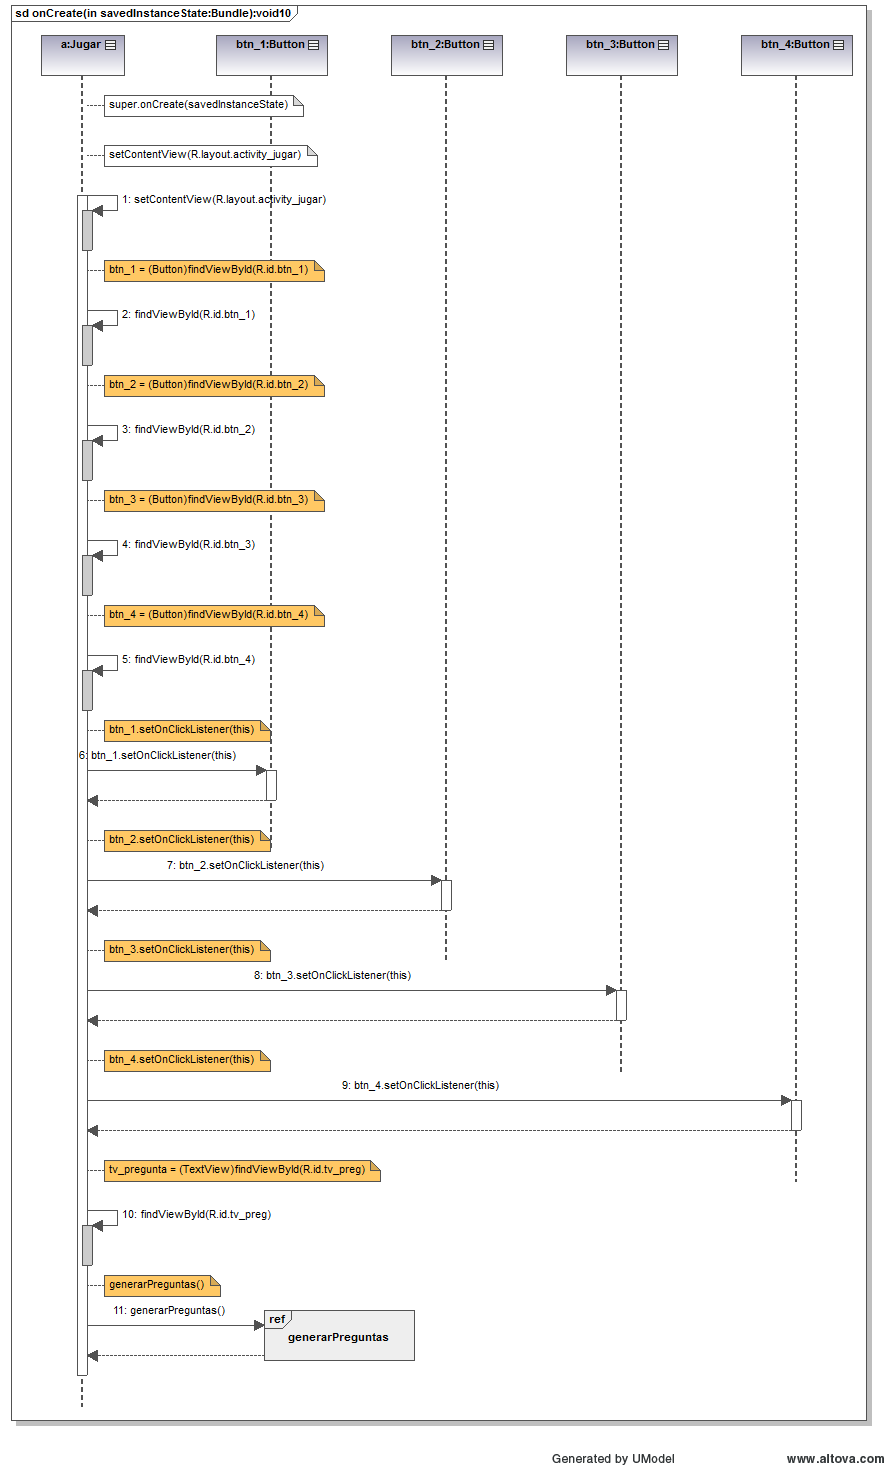 sd onCreate(in savedInstanceState:Bundle):void10
a:Jugar
btn_1:Button
btn_2:Button
btn_3:Button
btn_4:Button
super.onCreate(savedInstanceState)
setContentView(R.layout.activity_jugar)
1: setContentView(R.layout.activity_jugar)
btn_1 = (Button)findViewById(R.id.btn_1)
2: findViewById(R.id.btn_1)
btn_2 = (Button)findViewById(R.id.btn_2)
3: findViewById(R.id.btn_2)
btn_3 = (Button)findViewById(R.id.btn_3)
4: findViewById(R.id.btn_3)
btn_4 = (Button)findViewById(R.id.btn_4)
5: findViewById(R.id.btn_4)
btn_1.setOnClickListener(this)
6: btn_1.setOnClickListener(this)
btn_2.setOnClickListener(this)
7: btn_2.setOnClickListener(this)
btn_3.setOnClickListener(this)
8: btn_3.setOnClickListener(this)
btn_4.setOnClickListener(this)
9: btn_4.setOnClickListener(this)
tv_pregunta = (TextView)findViewById(R.id.tv_preg)
10: findViewById(R.id.tv_preg)
generarPreguntas()
11: generarPreguntas()
ref
generarPreguntas
Generated by UModel
www.altova.com